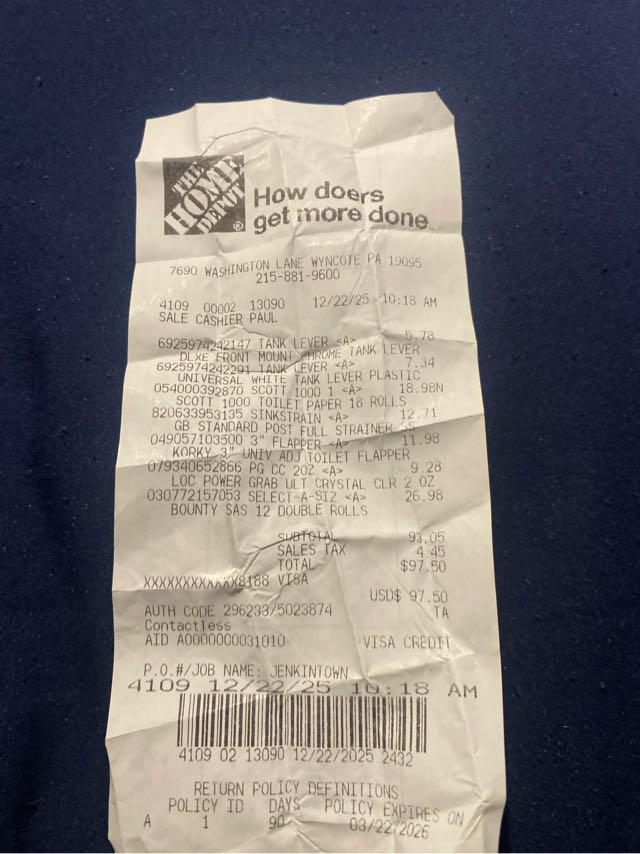 THE
HOME
DEPOT®
How doers
get more done™
7690 WASHINGTON LANE WYNCOTE PA 19095
215-881-9600
4109 00002 13090 12/22/25 10:18 AM
SALE CASHIER PAUL
6925974242147 TANK LEVER <A> 5.78
DLXE FRONT MOUNT CHROME TANK LEVER
6925974242291 TANK LEVER <A> 7.34
UNIVERSAL WHITE TANK LEVER PLASTIC
054000392870 SCOTT 1000 1 <A> 18.98N
SCOTT 1000 TOILET PAPER 18 ROLLS
820633953135 SINKSTRAIN <A> 12.71
GB STANDARD POST FULL STRAINER SS
049057103500 3" FLAPPER <A> 11.98
KORKY 3" UNIV ADJ TOILET FLAPPER
079340652866 PG CC 2OZ <A> 9.28
LOC POWER GRAB ULT CRYSTAL CLR 2 OZ
030772157053 SELECT-A-SIZ <A> 26.98
BOUNTY SAS 12 DOUBLE ROLLS
SUBTOTAL 93.05
SALES TAX 4.45
TOTAL $97.50
XXXXXXXXXXXX8188 VISA
USD$ 97.50
AUTH CODE 296233/5023874 TA
Contactless
AID A0000000031010 VISA CREDIT
P.O.#/JOB NAME: JENKINTOWN
4109 12/22/25 10:18 AM
4109 02 13090 12/22/2025 2432
RETURN POLICY DEFINITIONS
POLICY ID DAYS POLICY EXPIRES ON
A 1 90 03/22/2026